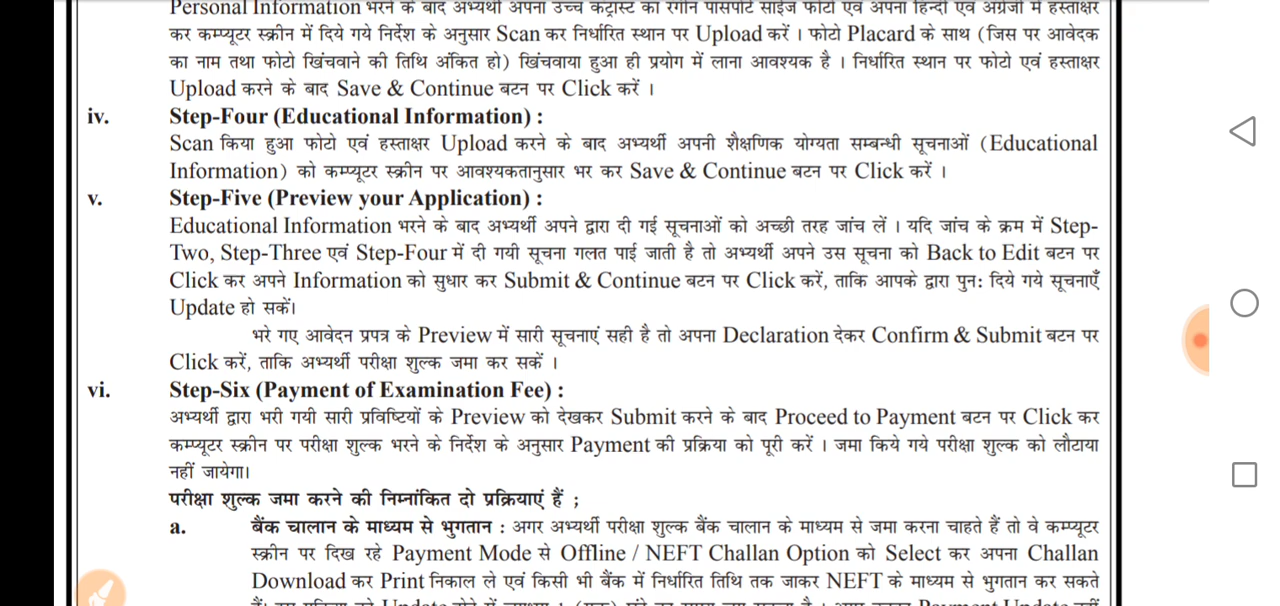 Personal Information भरने के बाद अभ्यर्थी अपना उच्च कंट्रास्ट का रंगीन पासपोर्ट साईज फोटो एवं अपना हिन्दी एवं अंग्रेजी में हस्ताक्षर
कर कम्प्यूटर स्क्रीन में दिये गये निर्देश के अनुसार Scan कर निर्धारित स्थान पर Upload करें । फोटो Placard के साथ (जिस पर आवेदक
का नाम तथा फोटो खिंचवाने की तिथि अंकित हो) खिंचवाया हुआ ही प्रयोग में लाना आवश्यक है । निर्धारित स्थान पर फोटो एवं हस्ताक्षर
Upload करने के बाद Save & Continue बटन पर Click करें ।
iv. Step-Four (Educational Information) :
Scan किया हुआ फोटो एवं हस्ताक्षर Upload करने के बाद अभ्यर्थी अपनी शैक्षणिक योग्यता सम्बन्धी सूचनाओं (Educational
Information) को कम्प्यूटर स्क्रीन पर आवश्यकतानुसार भर कर Save & Continue बटन पर Click करें ।
v. Step-Five (Preview your Application) :
Educational Information भरने के बाद अभ्यर्थी अपने द्वारा दी गई सूचनाओं को अच्छी तरह जांच लें । यदि जांच के क्रम में Step-
Two, Step-Three एवं Step-Four में दी गयी सूचना गलत पाई जाती है तो अभ्यर्थी अपने उस सूचना को Back to Edit बटन पर
Click कर अपने Information को सुधार कर Submit & Continue बटन पर Click करें, ताकि आपके द्वारा पुन: दिये गये सूचनाएँ
Update हो सकें।
भरे गए आवेदन प्रपत्र के Preview में सारी सूचनाएं सही है तो अपना Declaration देकर Confirm & Submit बटन पर
Click करें, ताकि अभ्यर्थी परीक्षा शुल्क जमा कर सकें ।
vi. Step-Six (Payment of Examination Fee) :
अभ्यर्थी द्वारा भरी गयी सारी प्रविष्टियों के Preview को देखकर Submit करने के बाद Proceed to Payment बटन पर Click कर
कम्प्यूटर स्क्रीन पर परीक्षा शुल्क भरने के निर्देश के अनुसार Payment की प्रक्रिया को पूरी करें । जमा किये गये परीक्षा शुल्क को लौटाया
नहीं जायेगा।
परीक्षा शुल्क जमा करने की निम्नांकित दो प्रक्रियाएं हैं ;
a. बैंक चालान के माध्यम से भुगतान : अगर अभ्यर्थी परीक्षा शुल्क बैंक चालान के माध्यम से जमा करना चाहते हैं तो वे कम्प्यूटर
स्क्रीन पर दिख रहे Payment Mode से Offline / NEFT Challan Option को Select कर अपना Challan
Download कर Print निकाल ले एवं किसी भी बैंक में निर्धारित तिथि तक जाकर NEFT के माध्यम से भुगतान कर सकते